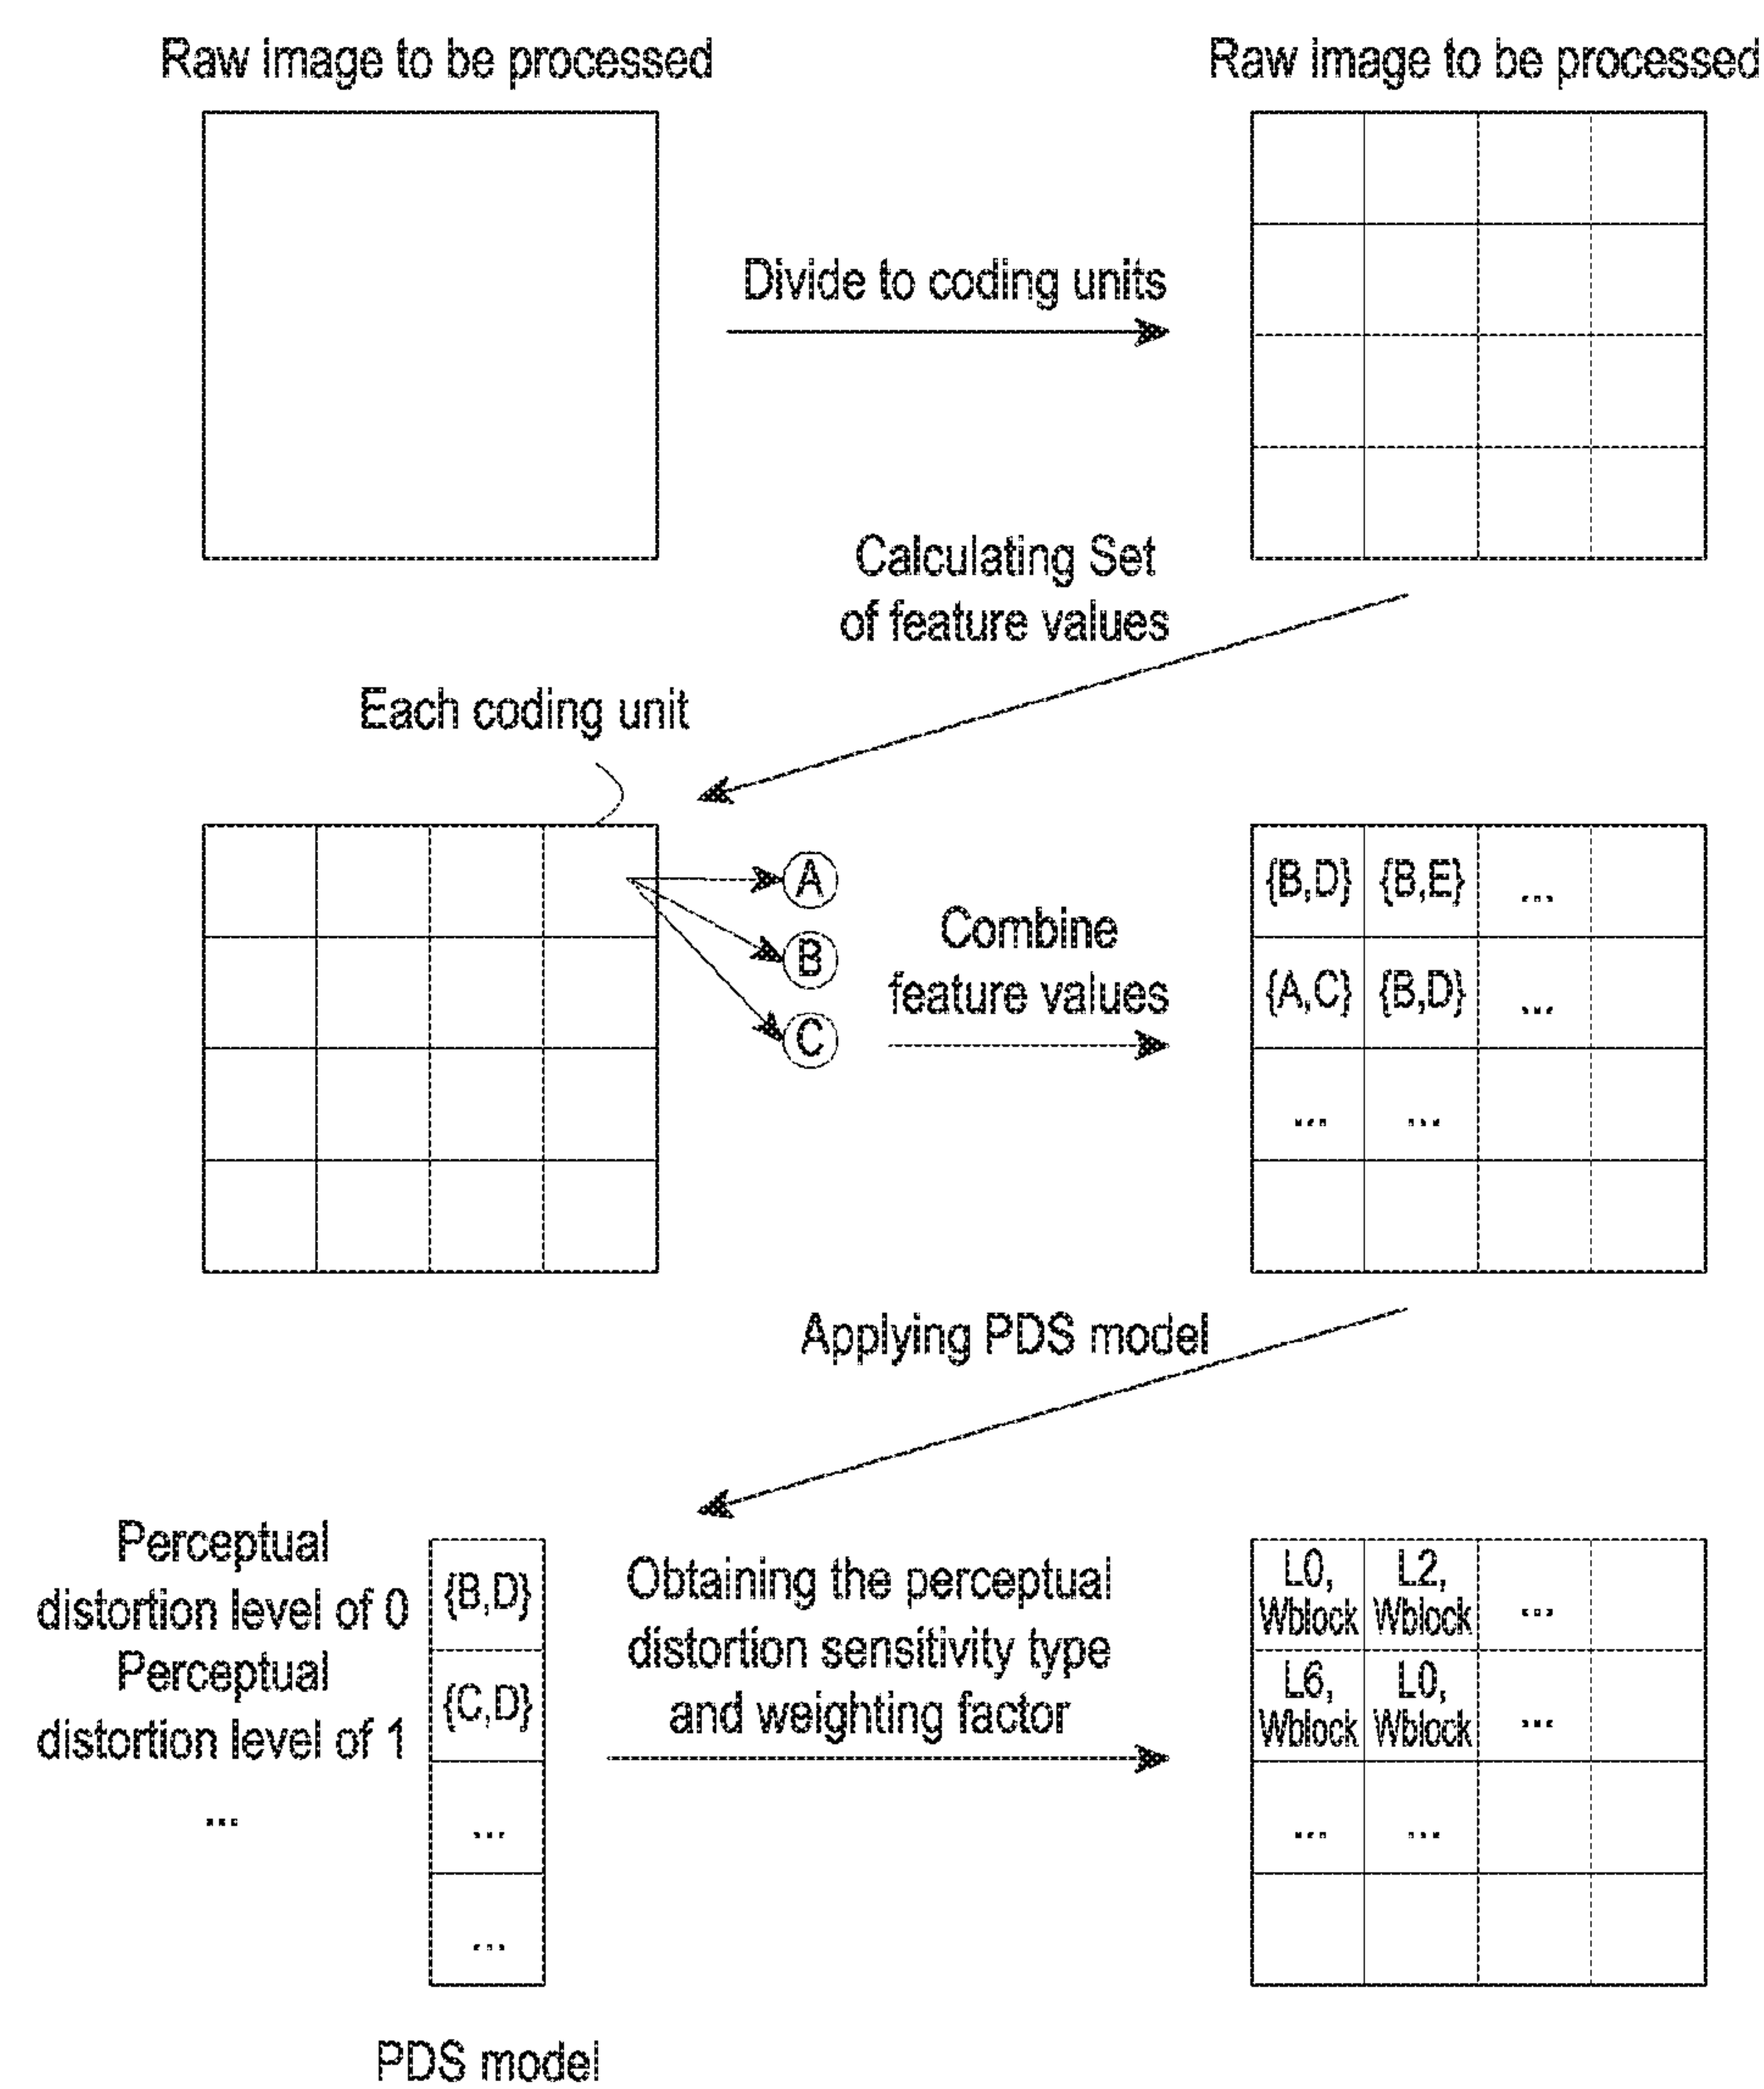 Raw image to be processed
Raw image to be processed
Divide to coding units
Calculating Set
of feature values
Each coding unit
A
B
C
Combine
feature values
{B,D} {B,E} ...
{A,C} {B,D} ...
... ...
Applying PDS model
Perceptual
distortion level of 0
Perceptual
distortion level of 1
...
{B,D}
{C,D}
...
...
PDS model
Obtaining the perceptual
distortion sensitivity type
and weighting factor
L0, L2,
Wblock Wblock ...
L6, L0,
Wblock Wblock ...
... ...